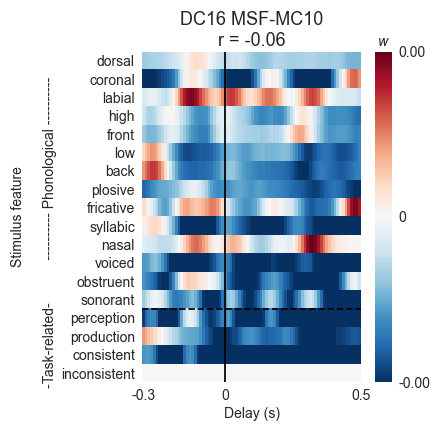 DC16 MSF-MC10
r = -0.06
w
Stimulus feature
-Task-related- ---------- Phonological ----------
dorsal
coronal
labial
high
front
low
back
plosive
fricative
syllabic
nasal
voiced
obstruent
sonorant
perception
production
consistent
inconsistent
0.00
0
-0.00
-0.3
0
0.5
Delay (s)